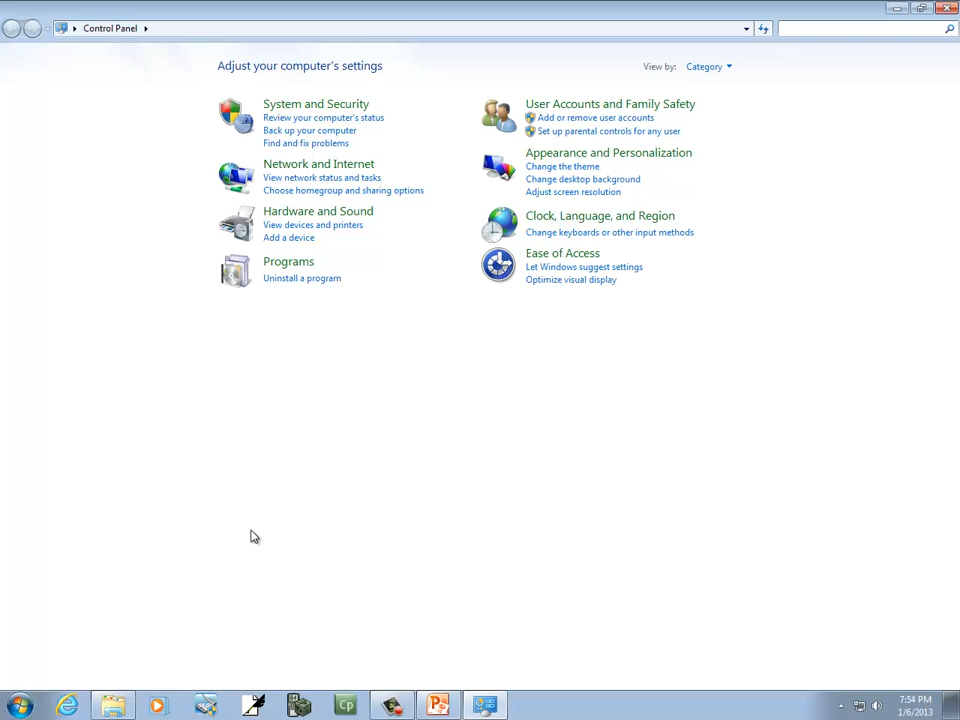 Control Panel
Adjust your computer's settings
View by: Category
System and Security
Review your computer's status
Back up your computer
Find and fix problems
Network and Internet
View network status and tasks
Choose homegroup and sharing options
Hardware and Sound
View devices and printers
Add a device
Programs
Uninstall a program
User Accounts and Family Safety
Add or remove user accounts
Set up parental controls for any user
Appearance and Personalization
Change the theme
Change desktop background
Adjust screen resolution
Clock, Language, and Region
Change keyboards or other input methods
Ease of Access
Let Windows suggest settings
Optimize visual display
Cp
P
7:54 PM
1/6/2013